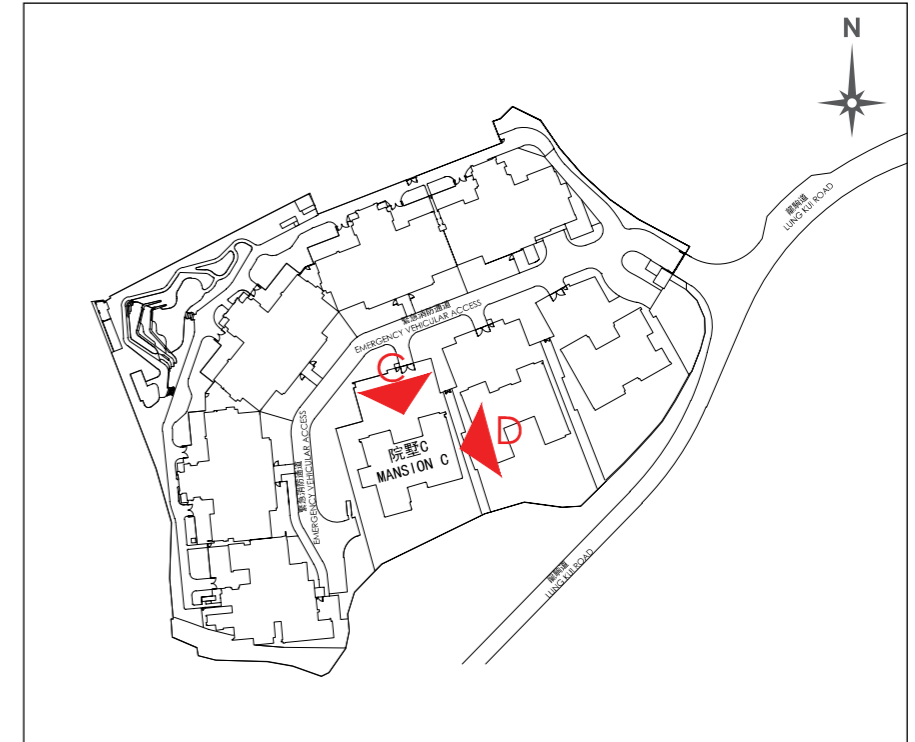 N
龍駒道
LUNG KUI ROAD
緊急消防通道
EMERGENCY VEHICULAR ACCESS
C
D
院墅C
MANSION C
緊急消防通道
EMERGENCY VEHICULAR ACCESS
龍駒道
LUNG KUI ROAD